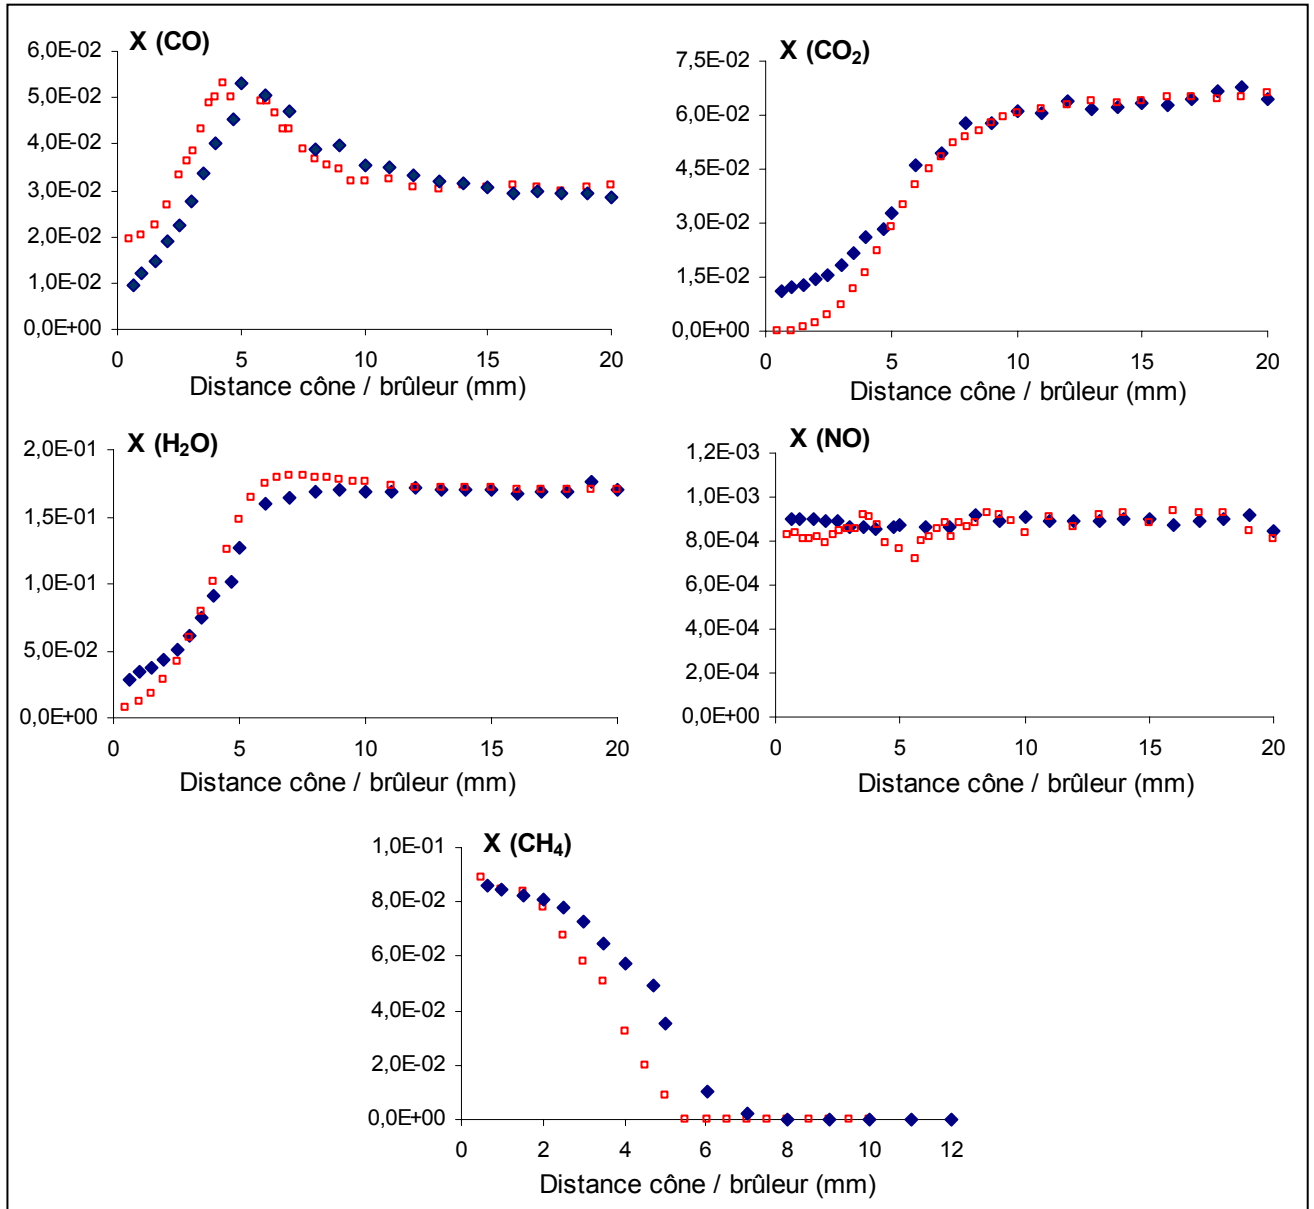 X (CO)
6,0E-02
5,0E-02
4,0E-02
3,0E-02
2,0E-02
1,0E-02
0,0E+00
0 5 10 15 20
Distance cône / brûleur (mm)
X (CO₂)
7,5E-02
6,0E-02
4,5E-02
3,0E-02
1,5E-02
0,0E+00
0 5 10 15 20
Distance cône / brûleur (mm)
X (H₂O)
2,0E-01
1,5E-01
1,0E-01
5,0E-02
0,0E+00
0 5 10 15 20
Distance cône / brûleur (mm)
X (NO)
1,2E-03
1,0E-03
8,0E-04
6,0E-04
4,0E-04
2,0E-04
0,0E+00
0 5 10 15 20
Distance cône / brûleur (mm)
X (CH₄)
1,0E-01
8,0E-02
6,0E-02
4,0E-02
2,0E-02
0,0E+00
0 2 4 6 8 10 12
Distance cône / brûleur (mm)